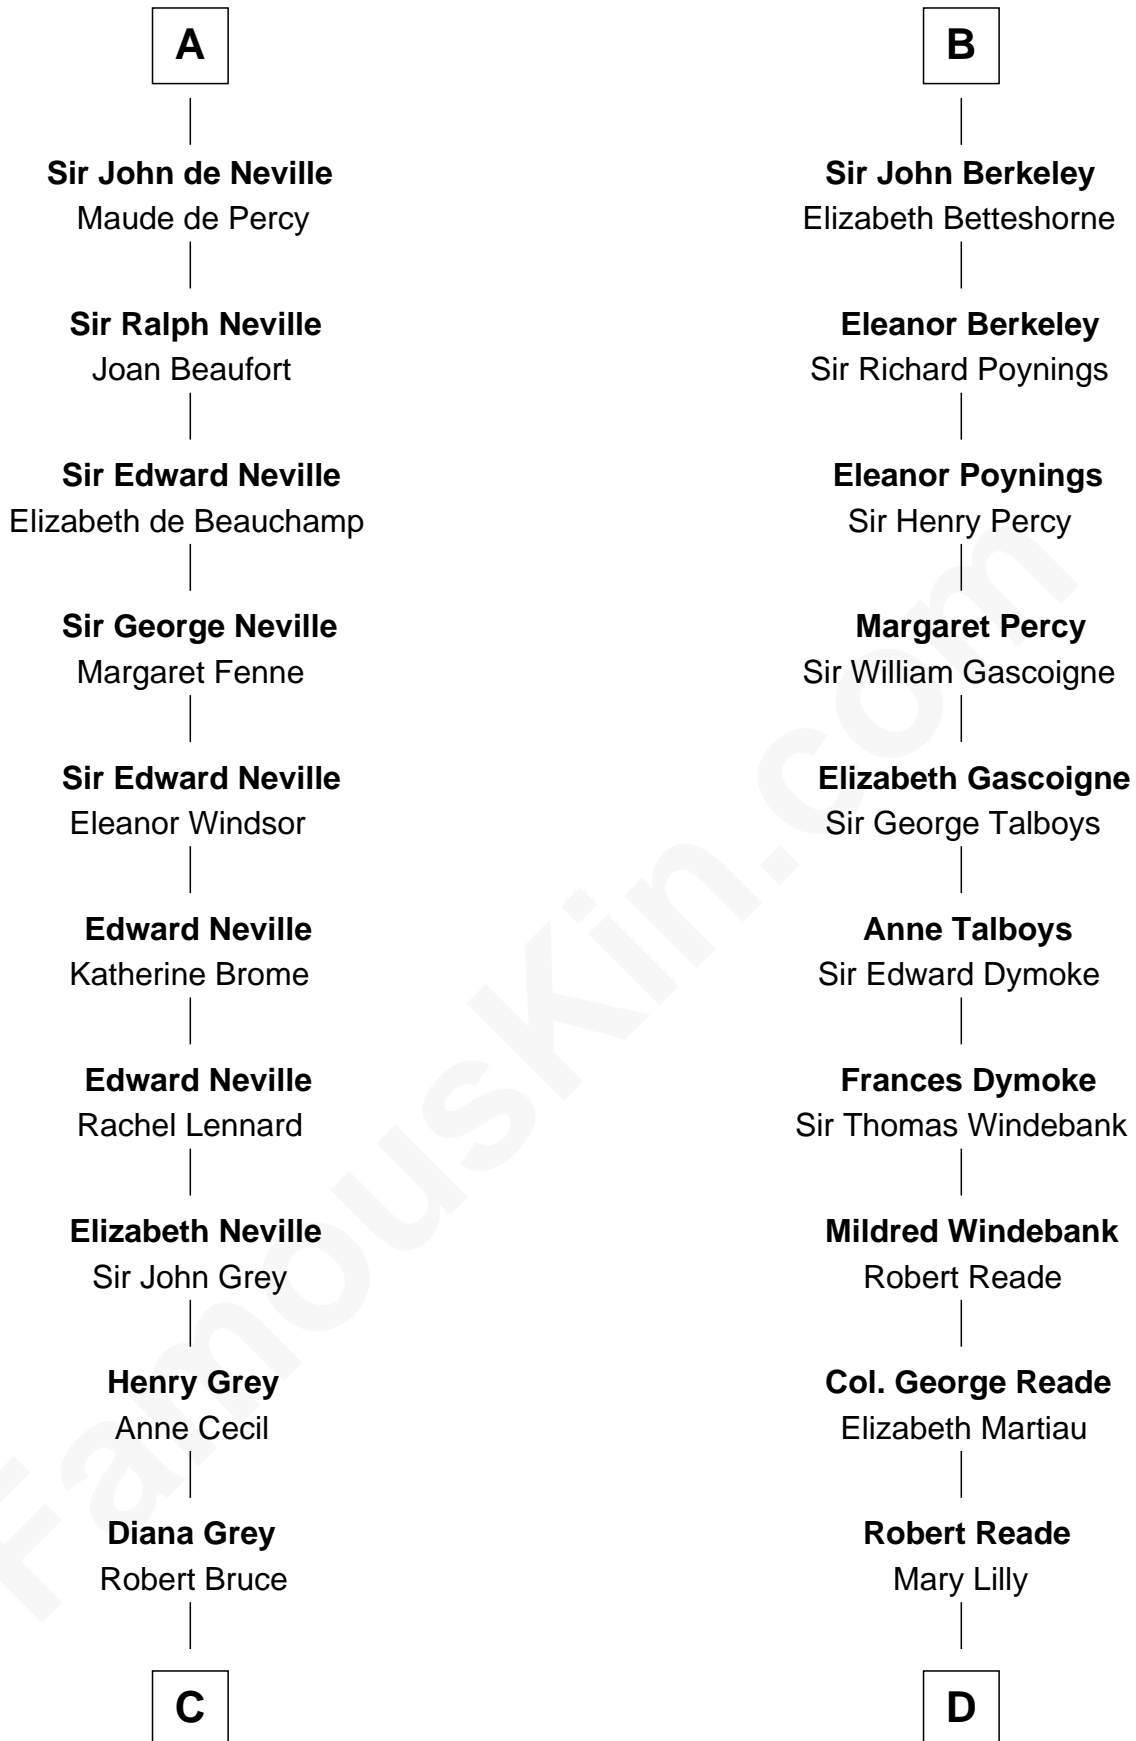 A
Sir John de Neville
Maude de Percy
Sir Ralph Neville
Joan Beaufort
Sir Edward Neville
Elizabeth de Beauchamp
Sir George Neville
Margaret Fenne
Sir Edward Neville
Eleanor Windsor
Edward Neville
Katherine Brome
Edward Neville
Rachel Lennard
Elizabeth Neville
Sir John Grey
Henry Grey
Anne Cecil
Diana Grey
Robert Bruce
C
B
Sir John Berkeley
Elizabeth Betteshorne
Eleanor Berkeley
Sir Richard Poynings
Eleanor Poynings
Sir Henry Percy
Margaret Percy
Sir William Gascoigne
Elizabeth Gascoigne
Sir George Talboys
Anne Talboys
Sir Edward Dymoke
Frances Dymoke
Sir Thomas Windebank
Mildred Windebank
Robert Reade
Col. George Reade
Elizabeth Martiau
Robert Reade
Mary Lilly
D
FamousKin.com